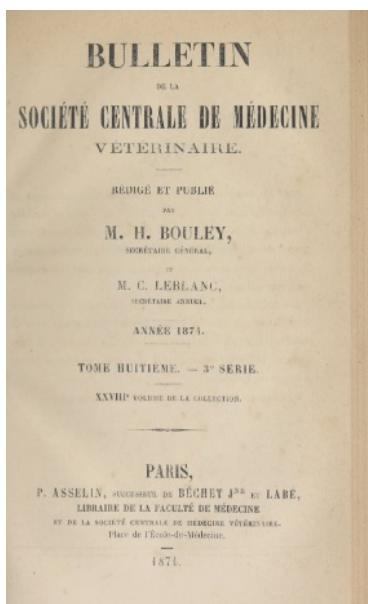 BULLETIN
DE LA
SOCIÉTÉ CENTRALE DE MÉDECINE
VÉTÉRINAIRE.
RÉDIGÉ ET PUBLIÉ
PAR
M. H. BOULEY,
SECRÉTAIRE GÉNÉRAL,
ET
M. C. LEBLANC,
SECRÉTAIRE ANNUEL.
ANNÉE 1874.
TOME HUITIÈME. — 3e SÉRIE.
XXVIIIe VOLUME DE LA COLLECTION.
PARIS,
P. ASSELIN, SUCCESSEUR DE BÉCHET JNE ET LABÉ,
LIBRAIRE DE LA FACULTÉ DE MÉDECINE
ET DE LA SOCIÉTÉ CENTRALE DE MÉDECINE VÉTÉRINAIRE.
Place de l'École-de-Médecine.
1874.